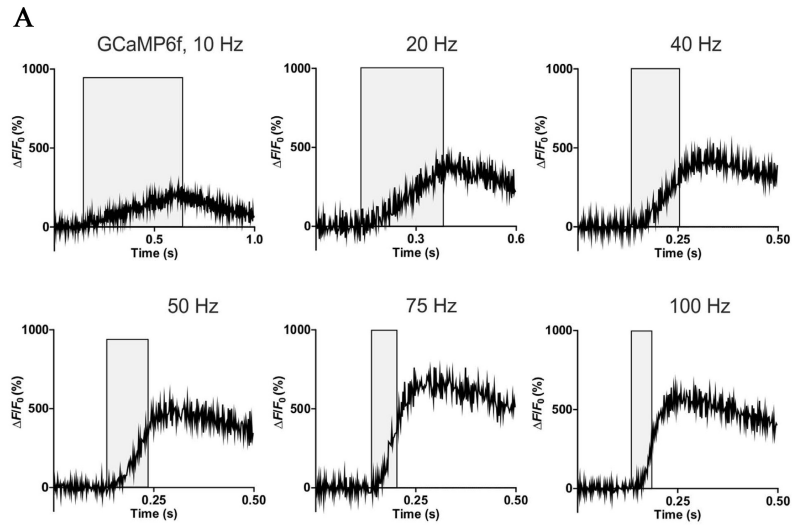 A
GCaMP6f, 10 Hz
20 Hz
40 Hz
1000
500
0
ΔF/F0 (%)
0.5
1.0
Time (s)
1000
500
0
ΔF/F0 (%)
0.3
0.6
Time (s)
1000
500
0
ΔF/F0 (%)
0.25
0.50
Time (s)
50 Hz
75 Hz
100 Hz
1000
500
0
ΔF/F0 (%)
0.25
0.50
Time (s)
1000
500
0
ΔF/F0 (%)
0.25
0.50
Time (s)
1000
500
0
ΔF/F0 (%)
0.25
0.50
Time (s)